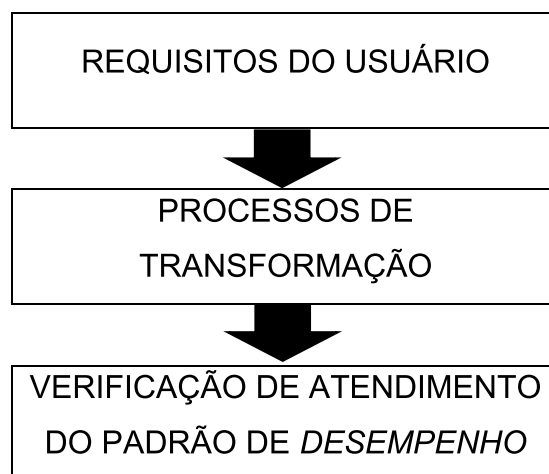 REQUISITOS DO USUÁRIO
PROCESSOS DE
TRANSFORMAÇÃO
VERIFICAÇÃO DE ATENDIMENTO
DO PADRÃO DE DESEMPENHO